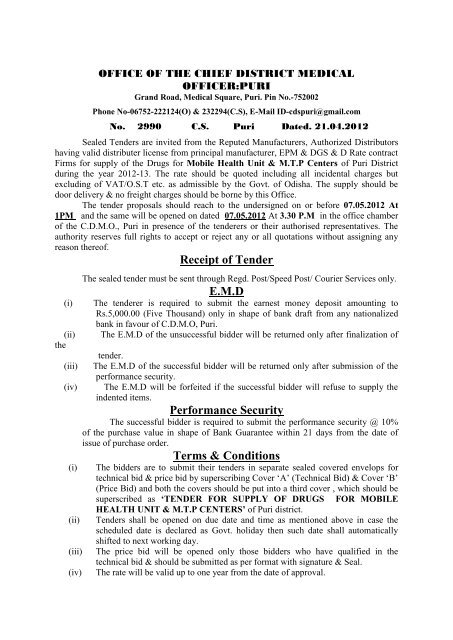 OFFICE OF THE CHIEF DISTRICT MEDICAL
OFFICER:PURI
Grand Road, Medical Square, Puri. Pin No.-752002
Phone No-06752-222124(O) & 232294(C.S), E-Mail ID-cdspuri@gmail.com
No. 2990 C.S. Puri Dated. 21.04.2012
Sealed Tenders are invited from the Reputed Manufacturers, Authorized Distributors
having valid distributer license from principal manufacturer, EPM & DGS & D Rate contract
Firms for supply of the Drugs for Mobile Health Unit & M.T.P Centers of Puri District
during the year 2012-13. The rate should be quoted including all incidental charges but
excluding of VAT/O.S.T etc. as admissible by the Govt. of Odisha. The supply should be
door delivery & no freight charges should be borne by this Office.
The tender proposals should reach to the undersigned on or before 07.05.2012 At
1PM and the same will be opened on dated 07.05.2012 At 3.30 P.M in the office chamber
of the C.D.M.O., Puri in presence of the tenderers or their authorised representatives. The
authority reserves full rights to accept or reject any or all quotations without assigning any
reason thereof.
Receipt of Tender
The sealed tender must be sent through Regd. Post/Speed Post/ Courier Services only.
E.M.D
(i) The tenderer is required to submit the earnest money deposit amounting to
Rs.5,000.00 (Five Thousand) only in shape of bank draft from any nationalized
bank in favour of C.D.M.O, Puri.
(ii) The E.M.D of the unsuccessful bidder will be returned only after finalization of
the
tender.
(iii) The E.M.D of the successful bidder will be returned only after submission of the
performance security.
(iv) The E.M.D will be forfeited if the successful bidder will refuse to supply the
indented items.
Performance Security
The successful bidder is required to submit the performance security @ 10%
of the purchase value in shape of Bank Guarantee within 21 days from the date of
issue of purchase order.
Terms & Conditions
(i) The bidders are to submit their tenders in separate sealed covered envelops for
technical bid & price bid by superscribing Cover ‘A’ (Technical Bid) & Cover ‘B’
(Price Bid) and both the covers should be put into a third cover , which should be
superscribed as ‘TENDER FOR SUPPLY OF DRUGS FOR MOBILE
HEALTH UNIT & M.T.P CENTERS’ of Puri district.
(ii) Tenders shall be opened on due date and time as mentioned above in case the
scheduled date is declared as Govt. holiday then such date shall automatically
shifted to next working day.
(iii) The price bid will be opened only those bidders who have qualified in the
technical bid & should be submitted as per format with signature & Seal.
(iv) The rate will be valid up to one year from the date of approval.